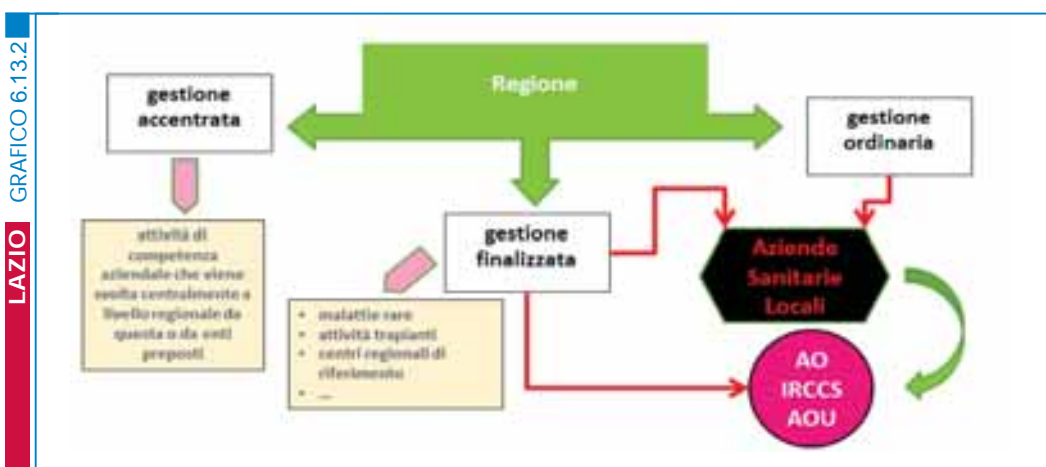 GRAFICO 6.13.2
LAZIO
Regione
gestione
accentrata
gestione
ordinaria
attività di
competenza
aziendale che viene
svolta centralmente a
livello regionale da
questa o da enti
preposti
gestione
finalizzata
• malattie rare
• attività trapianti
• centri regionali di
riferimento
• ...
Aziende
Sanitarie
Locali
AO
IRCCS
AOU